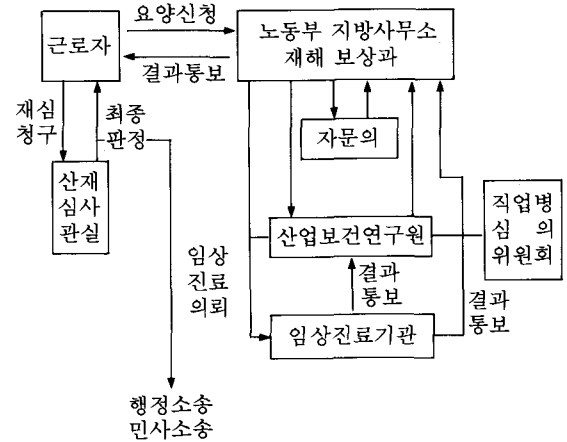 요양신청
근로자
노동부 지방사무소
재해 보상과
결과통보
재심
청구
최종
판정
자문의
산재
심사
관실
산업보건연구원
직업병
심 의
위원회
임상
진료
의뢰
결과
통보
결과
통보
임상진료기관
행정소송
민사소송